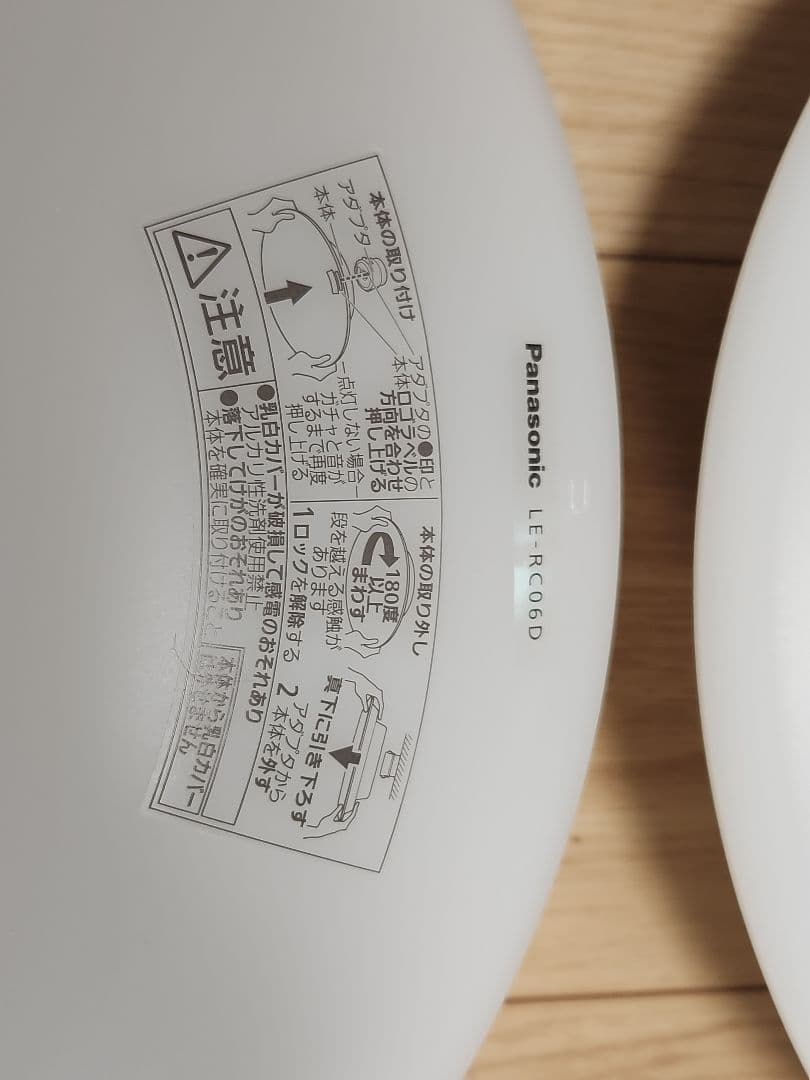 Panasonic LE-RC06D
本体の取り付け
アダプタ
本体
アダプタの●印と
本体ロゴラベルの
方向を合わせ
押し上げる
点灯しない場合
ガチャと音が
するまで再度
押し上げる
本体の取り外し
180度
以上
まわす
段を越える感触が
あります
1 ロックを解除する
真下に引き下ろす
2 アダプタから
本体を外す
注意
●乳白カバーが破損して感電のおそれあり
アルカリ性洗剤使用禁止
●落下してけがのおそれあり
本体を確実に取り付けること
本体から乳白カバー
はずせません